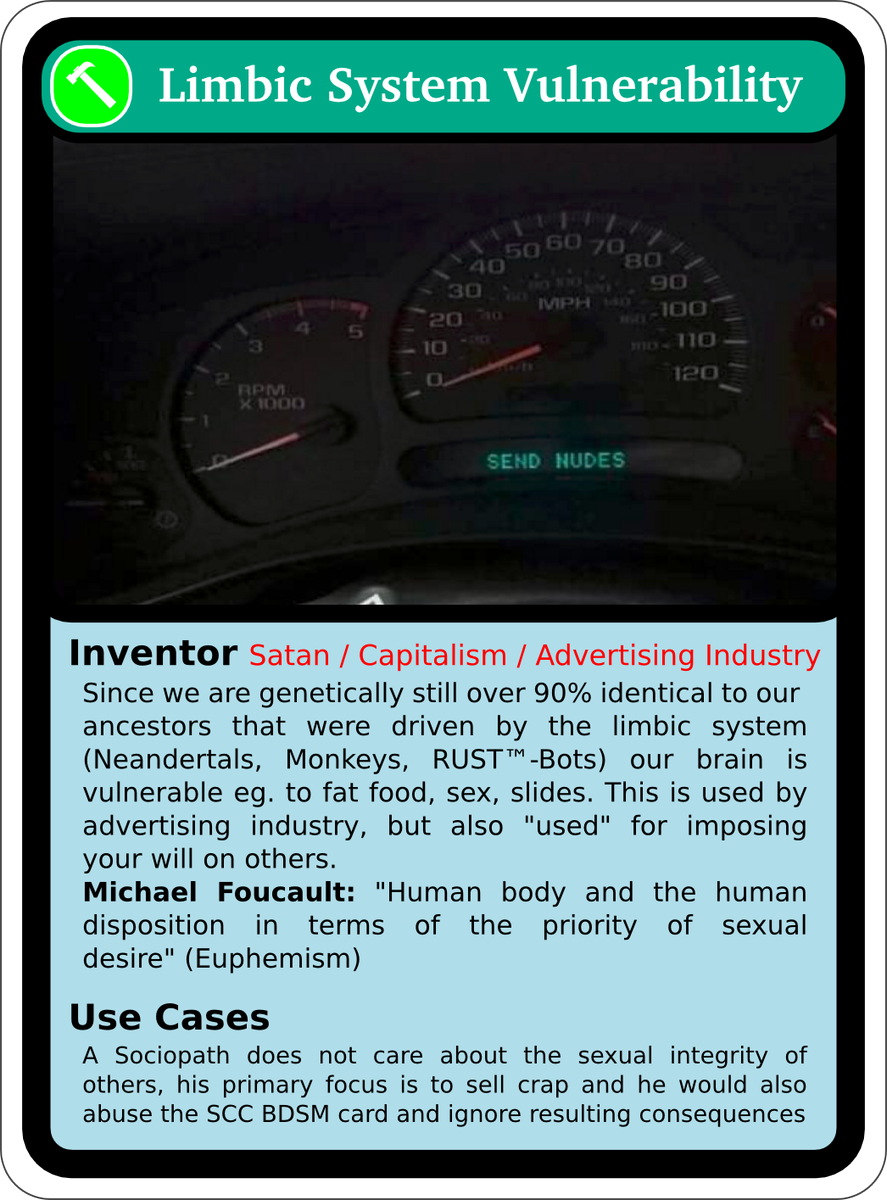 Limbic System Vulnerability
50 60 70
40 80
30 90
MPH
20 100
10 110
0 120
5
4
3
2
RPM
X 1000
1
0
SEND NUDES
Inventor Satan / Capitalism / Advertising Industry
Since we are genetically still over 90% identical to our
ancestors that were driven by the limbic system
(Neandertals, Monkeys, RUST™-Bots) our brain is
vulnerable eg. to fat food, sex, slides. This is used by
advertising industry, but also "used" for imposing
your will on others.
Michael Foucault: "Human body and the human
disposition in terms of the priority of sexual
desire" (Euphemism)
Use Cases
A Sociopath does not care about the sexual integrity of
others, his primary focus is to sell crap and he would also
abuse the SCC BDSM card and ignore resulting consequences